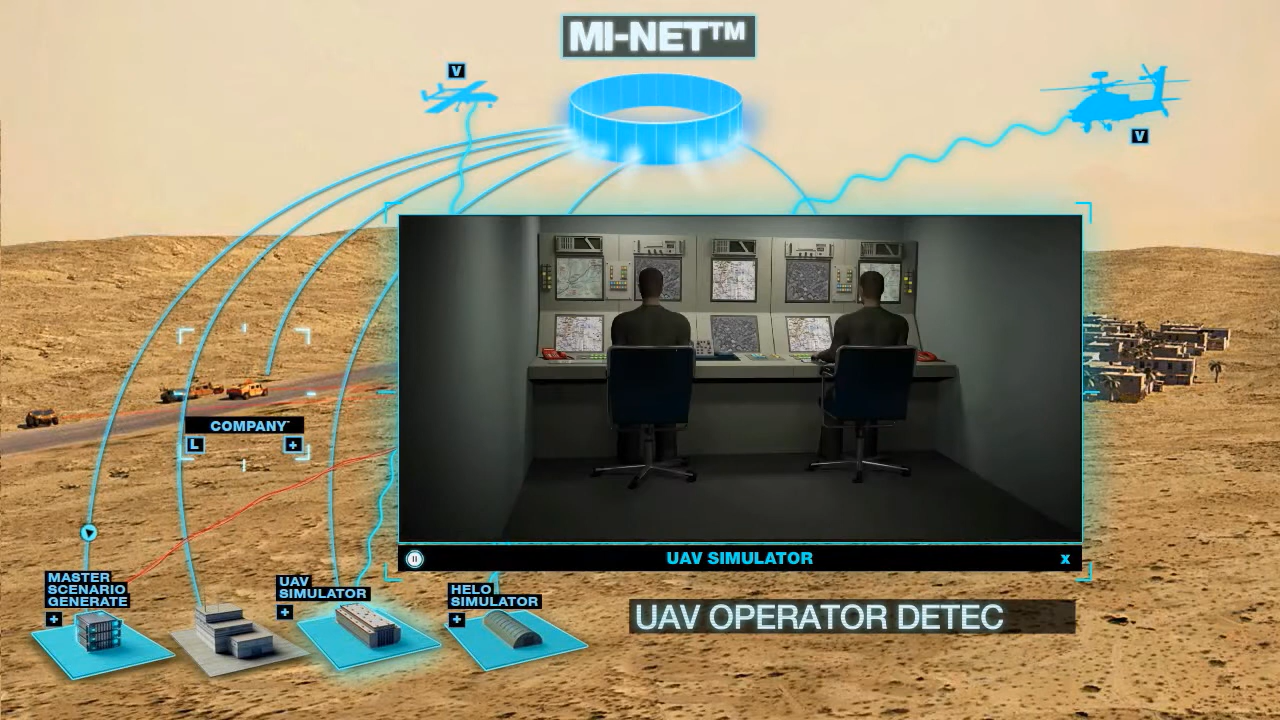 MI-NET™
V
V
COMPANY
L +
MASTER
SCENARIO
GENERATE
+
UAV
SIMULATOR
+
HELO
SIMULATOR
+
UAV SIMULATOR X
UAV OPERATOR DETEC